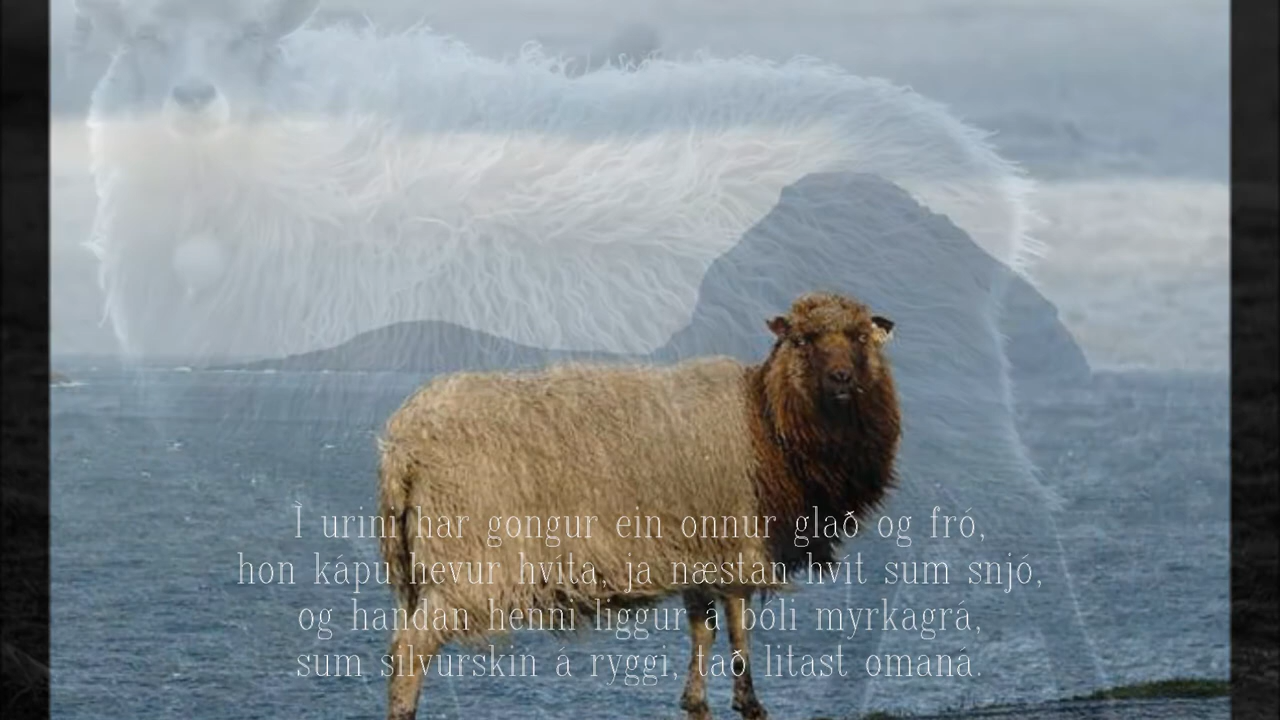 Ì urini har gongur ein onnur glað og fró,
hon kápu hevur hvíta, ja næstan hvít sum snjó,
og handan henni liggur á bóli myrkagrá,
sum silvurskin á ryggi, tað litast omaná.